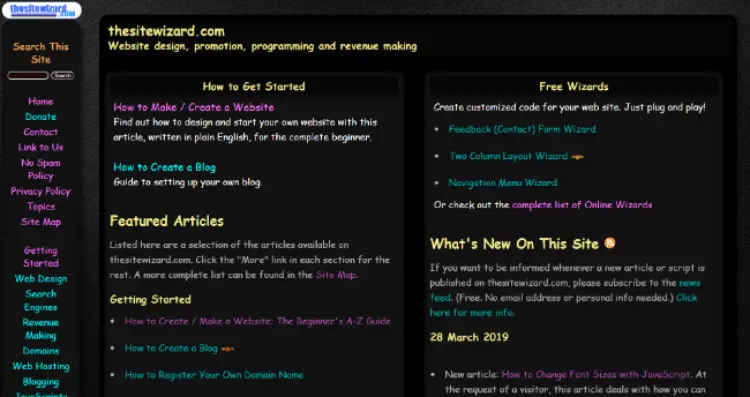 thesitewizard.com
Search This
Site
Search
Home
Donate
Contact
Link to Us
No Spam
Policy
Privacy Policy
Topics
Site Map
Getting
Started
Web Design
Search
Engines
Revenue
Making
Domains
Web Hosting
Blogging
JavaScripts
thesitewizard.com
Website design, promotion, programming and revenue making
How to Get Started
How to Make / Create a Website
Find out how to design and start your own website with this
article, written in plain English, for the complete beginner.
How to Create a Blog
Guide to setting up your own blog.
Featured Articles
Listed here are a selection of the articles available on
thesitewizard.com. Click the "More" link in each section for the
rest. A more complete list can be found in the Site Map.
Getting Started
How to Create / Make a Website: The Beginner's A-Z Guide
How to Create a Blog
How to Register Your Own Domain Name
Free Wizards
Create customized code for your web site. Just plug and play!
Feedback (Contact) Form Wizard
Two Column Layout Wizard
Navigation Menu Wizard
Or check out the complete list of Online Wizards
What's New On This Site
If you want to be informed whenever a new article or script is
published on thesitewizard.com, please subscribe to the news
feed. (Free. No email address or personal info needed.) Click
here for more info.
28 March 2019
New article: How to Change Font Sizes with JavaScript. At
the request of a visitor, this article deals with how you can